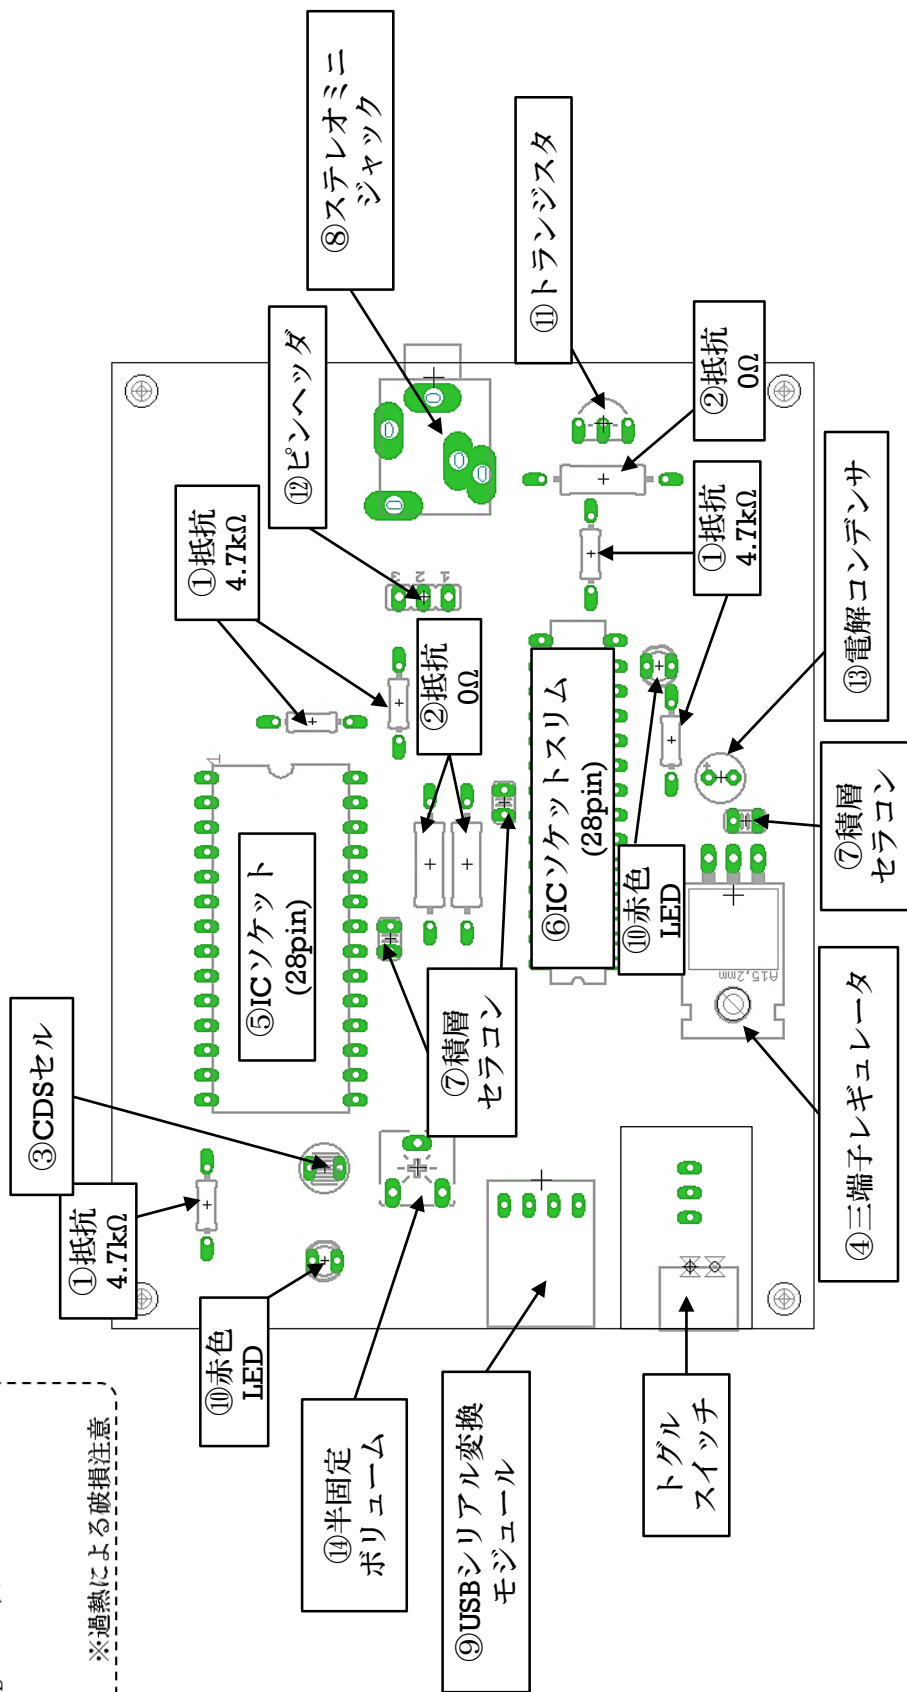 ※過熱による破損注意
①抵抗
4.7kΩ
③CDSセル
⑤ICソケット
(28pin)
①抵抗
4.7kΩ
⑫ピンヘッダ
⑧ステレオミニ
ジャック
⑩赤色
LED
⑭半固定
ボリューム
⑦積層
セラコン
②抵抗
0Ω
1
1 2 3
⑪トランジスタ
⑨USBシリアル変換
モジュール
⑥ICソケットスリム
(28pin)
②抵抗
0Ω
⑩赤色
LED
①抵抗
4.7kΩ
トグル
スイッチ
A15,2mm
④三端子レギュレータ
⑦積層
セラコン
⑬電解コンデンサ